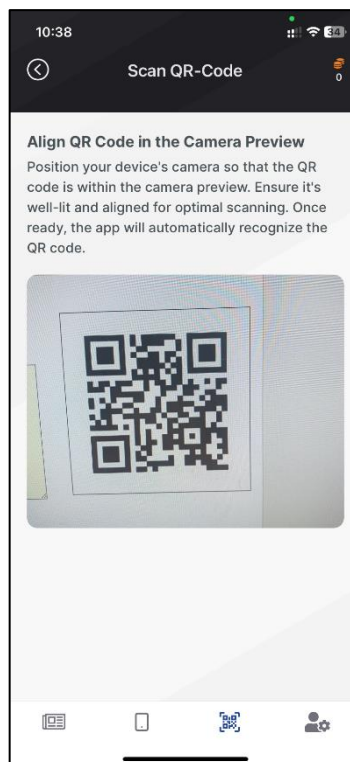 10:38
34
Scan QR-Code
0
Align QR Code in the Camera Preview
Position your device's camera so that the QR
code is within the camera preview. Ensure it's
well-lit and aligned for optimal scanning. Once
ready, the app will automatically recognize the
QR code.